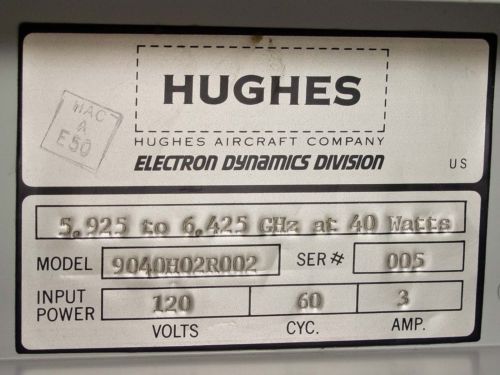 HUGHES
HAC
A
E50
HUGHES AIRCRAFT COMPANY
ELECTRON DYNAMICS DIVISION
US
5.925 to 6.425 GHz at 40 Watts
MODEL 9040H02R002 SER # 005
INPUT POWER 120 60 3
VOLTS CYC. AMP.